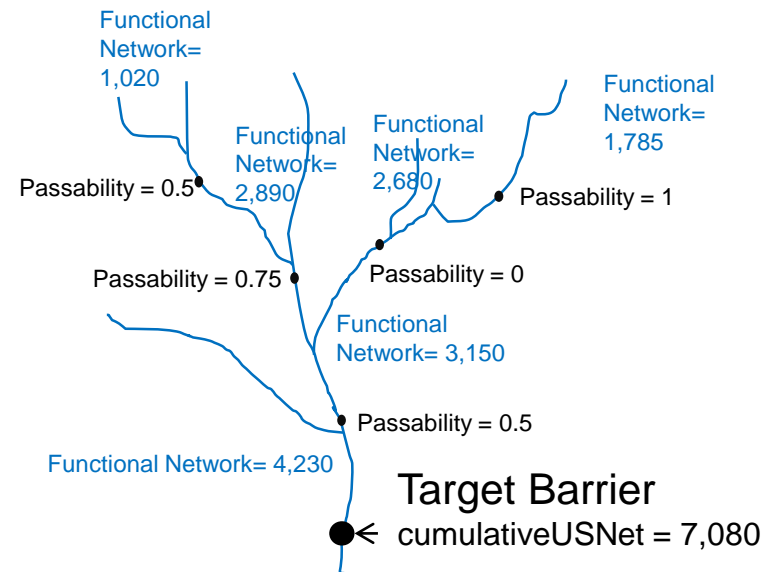 Functional
Network=
1,020
Functional
Network=
2,890
Functional
Network=
2,680
Functional
Network=
1,785
Passability = 0.5
Passability = 1
Passability = 0.75
Passability = 0
Functional
Network= 3,150
Passability = 0.5
Functional Network= 4,230
Target Barrier
cumulativeUSNet = 7,080